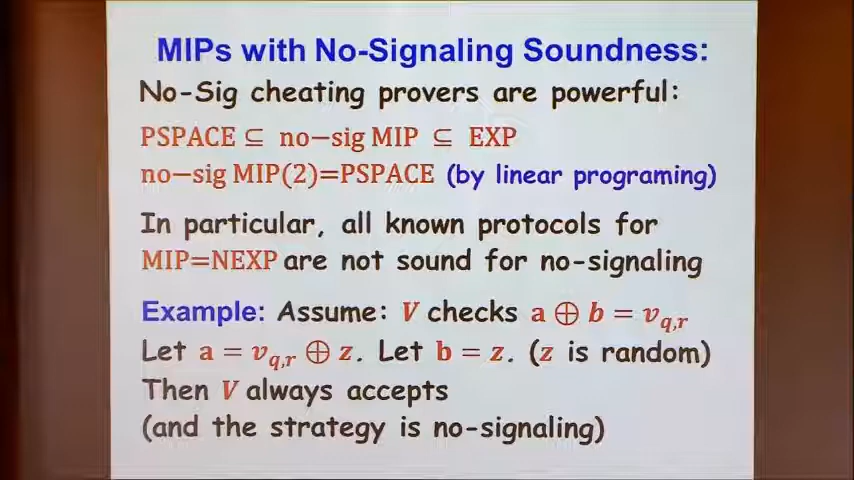 MIPs with No-Signaling Soundness:
No-Sig cheating provers are powerful:
PSPACE ⊆ no−sig MIP ⊆ EXP
no−sig MIP(2)=PSPACE (by linear programing)
In particular, all known protocols for
MIP=NEXP are not sound for no-signaling
Example: Assume: V checks a ⊕ b = v_{q,r}
Let a = v_{q,r} ⊕ z. Let b = z. (z is random)
Then V always accepts
(and the strategy is no-signaling)